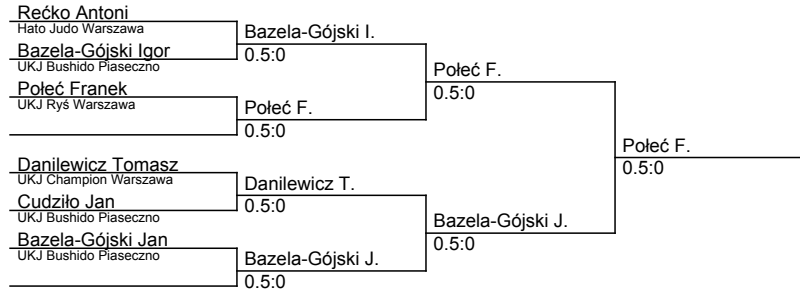 Rećko Antoni
Hato Judo Warszawa
Bazela-Gójski I.
0.5:0
Bazela-Gójski Igor
UKJ Bushido Piaseczno
Połeć F.
0.5:0
Połeć Franek
UKJ Ryś Warszawa
Połeć F.
0.5:0
Połeć F.
0.5:0
Danilewicz Tomasz
UKJ Champion Warszawa
Danilewicz T.
0.5:0
Cudziło Jan
UKJ Bushido Piaseczno
Bazela-Gójski J.
0.5:0
Bazela-Gójski Jan
UKJ Bushido Piaseczno
Bazela-Gójski J.
0.5:0